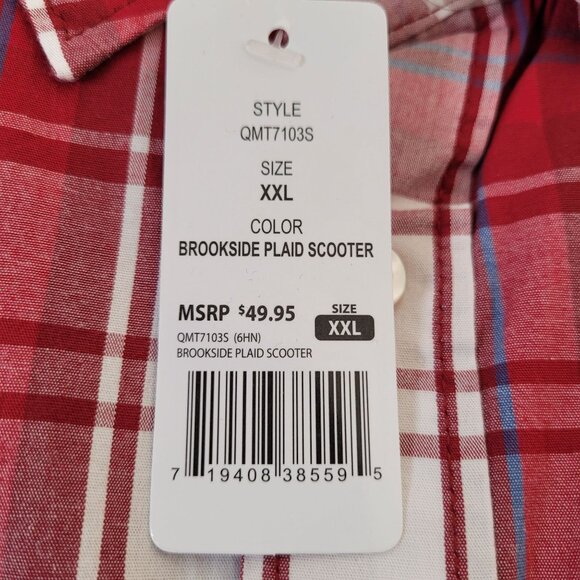 STYLE
QMT7103S
SIZE
XXL
COLOR
BROOKSIDE PLAID SCOOTER
MSRP $49.95
SIZE
XXL
QMT7103S (6HN)
BROOKSIDE PLAID SCOOTER
7 19408 38559 5